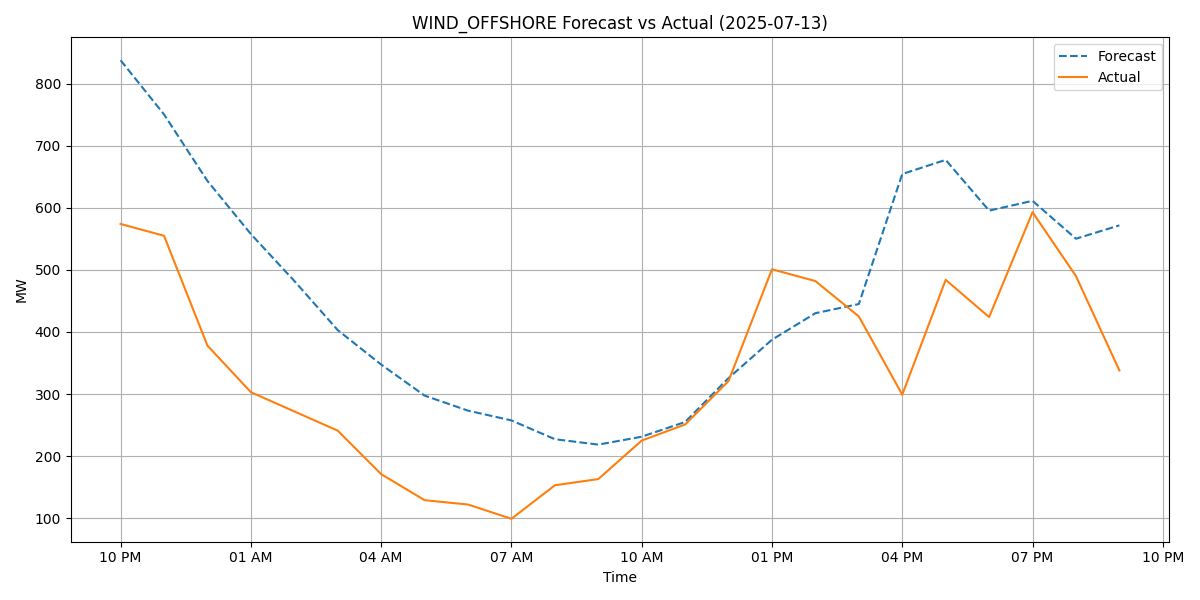 WIND_OFFSHORE Forecast vs Actual (2025-07-13)
Forecast
Actual
800
700
600
500
400
300
200
100
MW
10 PM 01 AM 04 AM 07 AM 10 AM 01 PM 04 PM 07 PM 10 PM
Time